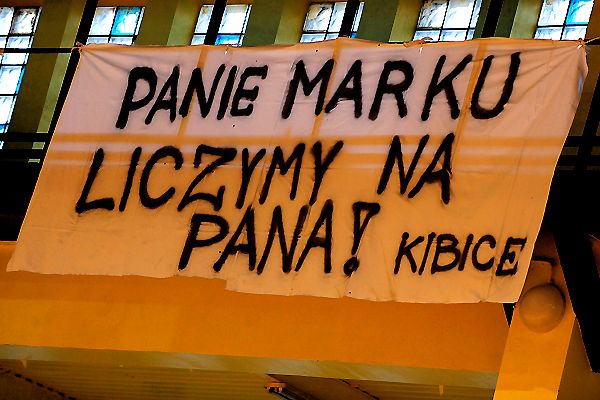 PANIE MARKU
LICZYMY NA
PANA! KIBICE